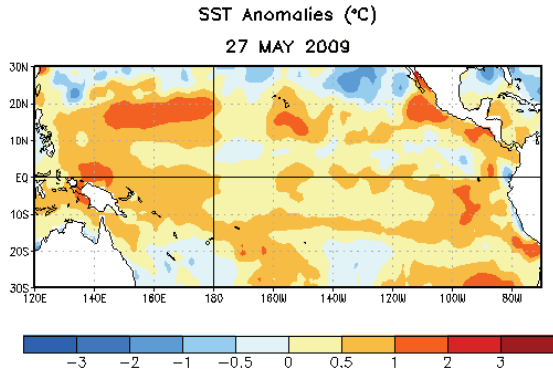 SST Anomalies (°C)
27 MAY 2009
30N
20N
10N
EQ
10S
20S
30S
120E 140E 160E 180 160W 140W 120W 100W 80W
-3 -2 -1 -0.5 0 0.5 1 2 3